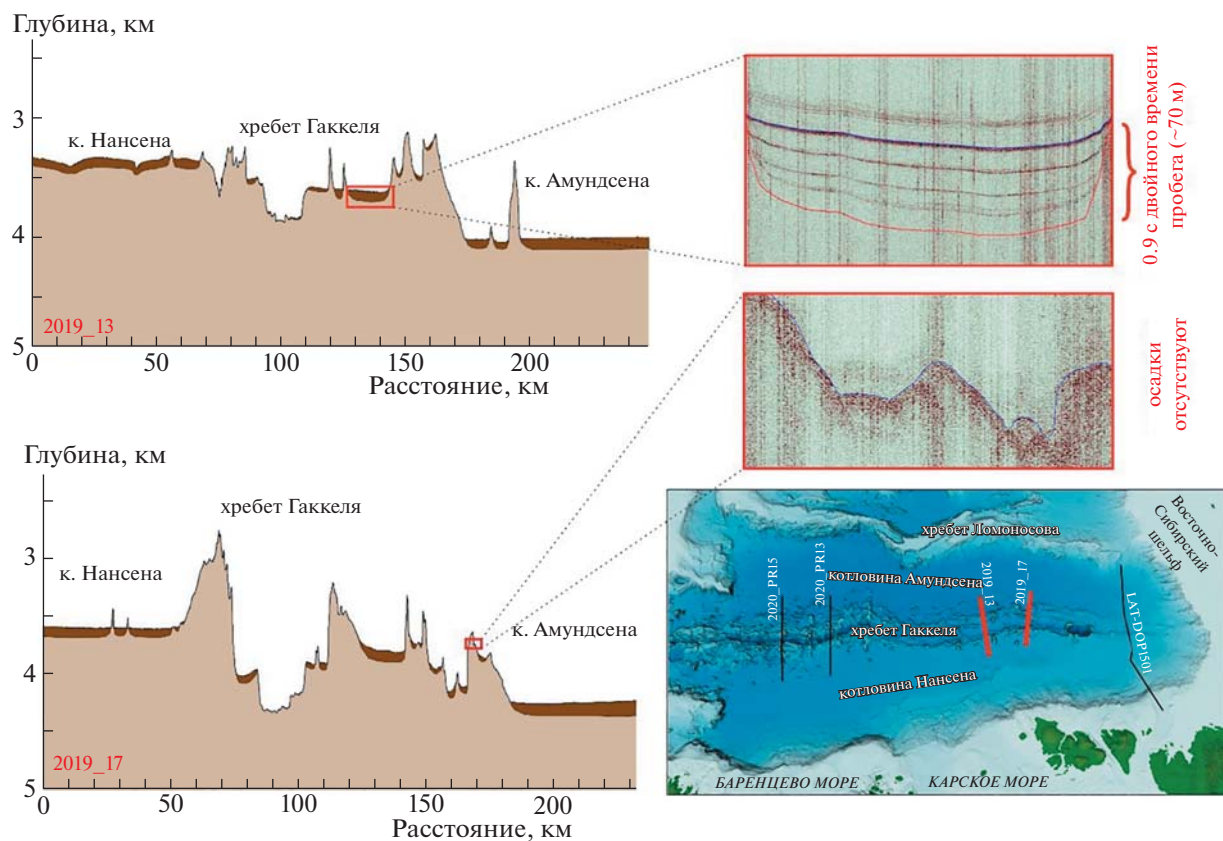 Глубина, км
3
4
5
к. Нансена
хребет Гаккеля
к. Амундсена
2019_13
0
50
100
150
200
Расстояние, км
0.9 с двойного времени
пробега (~70 м)
осадки
отсутствуют
Глубина, км
3
4
5
хребет Гаккеля
к. Нансена
к. Амундсена
2019_17
0
50
100
150
200
Расстояние, км
хребет Ломоносова
Восточно-
Сибирский
шельф
2020_PR15
2020_PR13
котловина Амундсена
2019_13
2019_17
LAT-DOP1501
хребет Гаккеля
котловина Нансена
БАРЕНЦЕВО МОРЕ
КАРСКОЕ МОРЕ